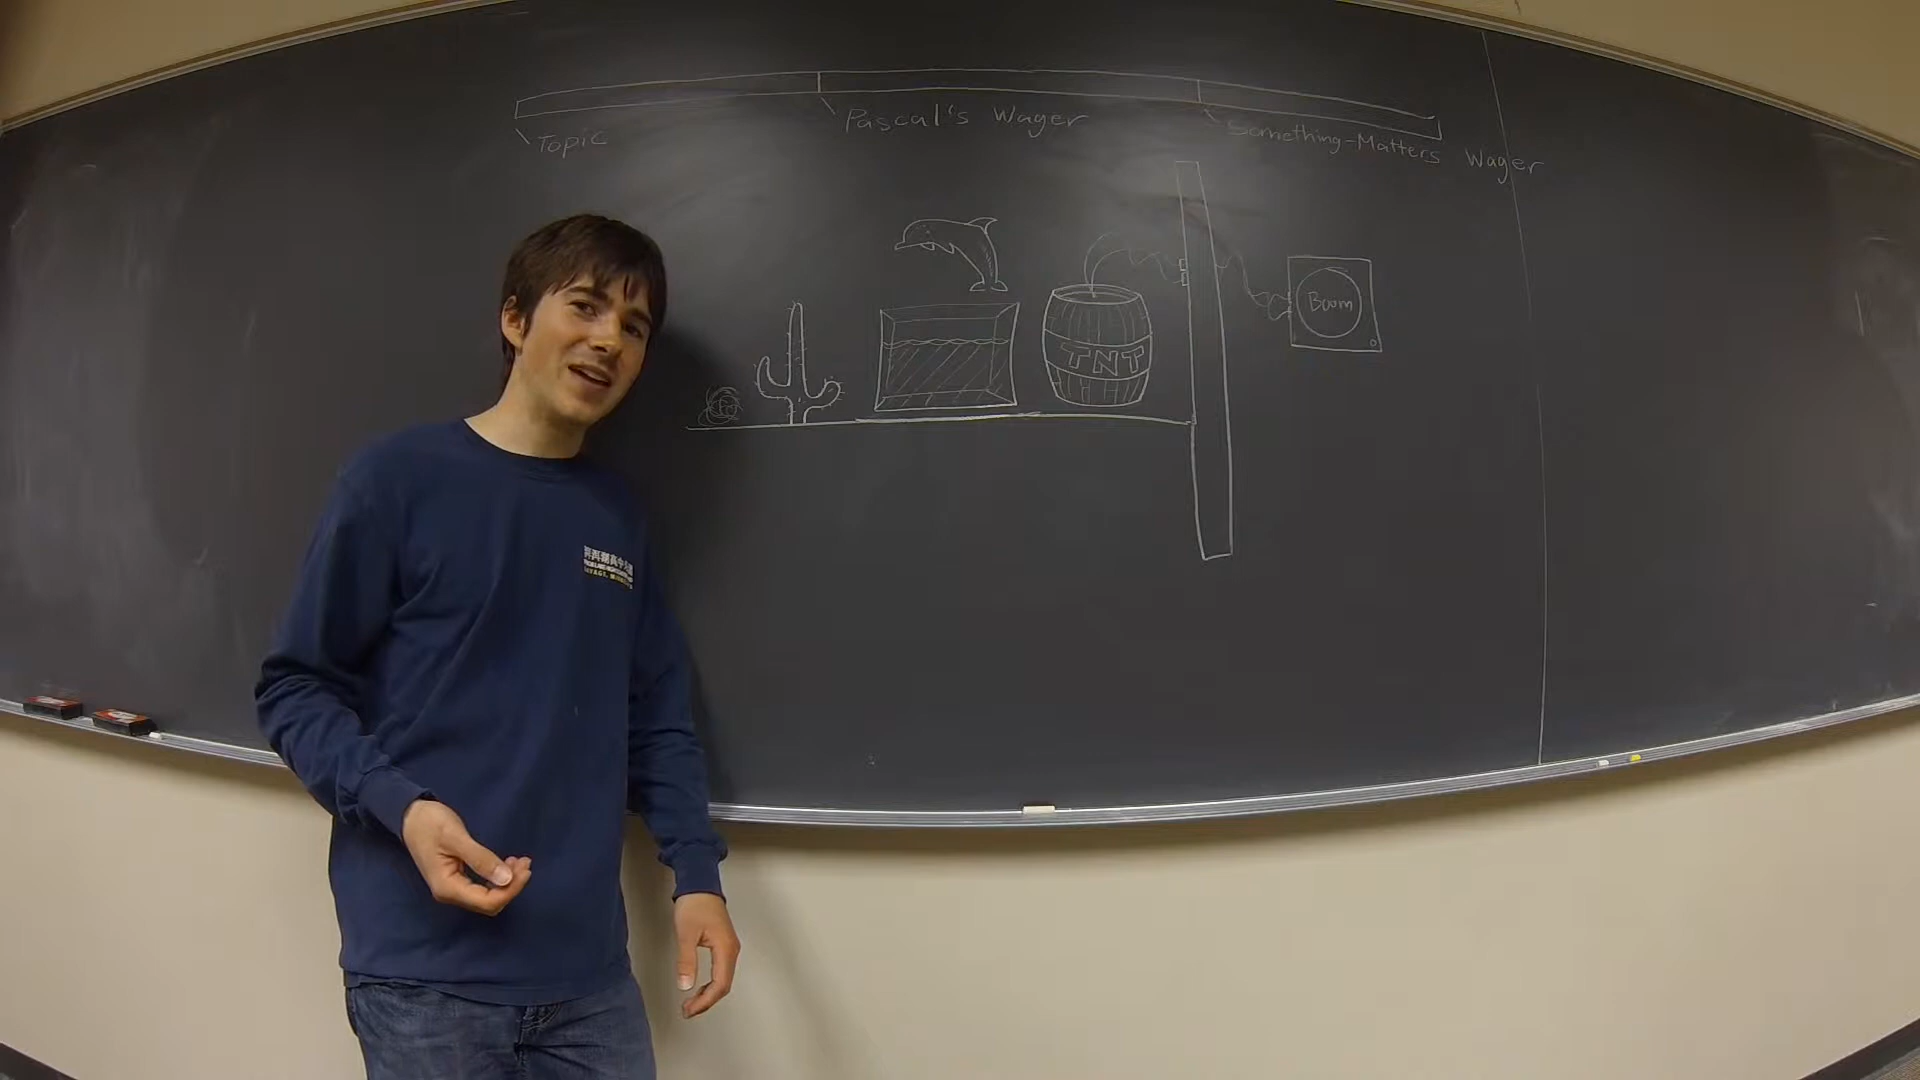 Topic
Pascal's Wager
Something-Matters Wager
TNT
Boom